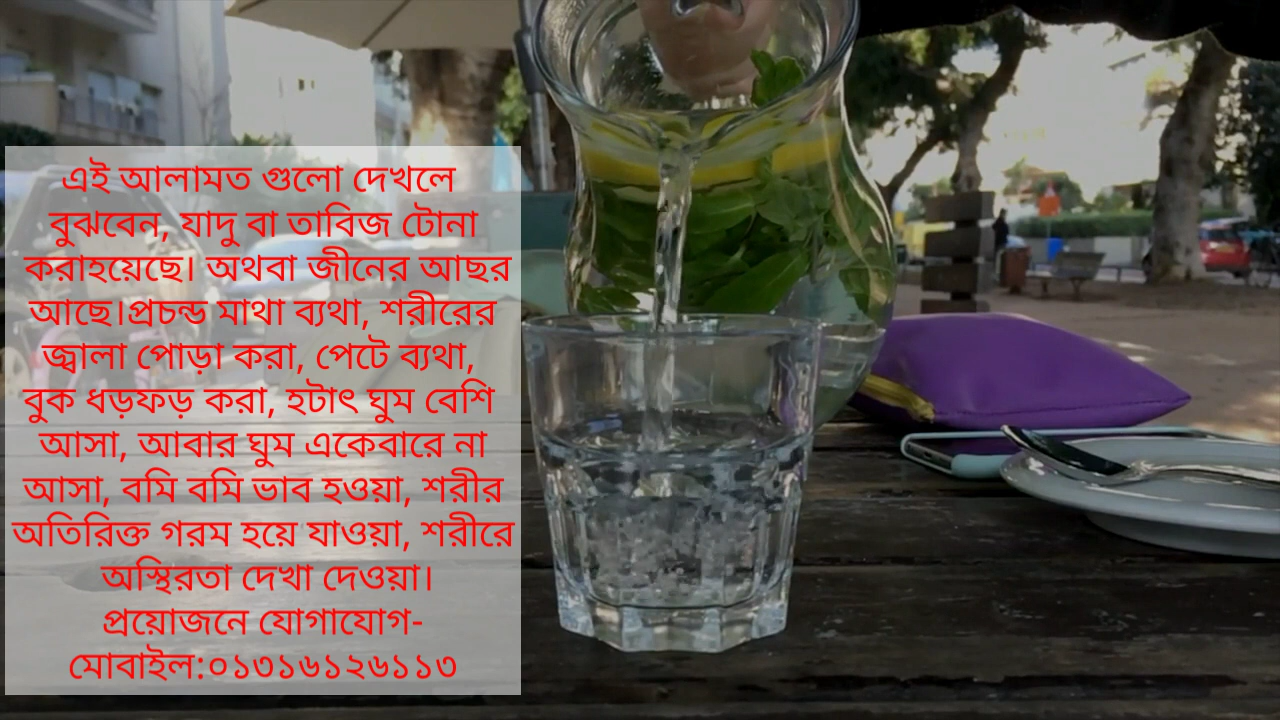 এই আলামত গুলো দেখলে
বুঝবেন, যাদু বা তাবিজ টোনা
করাহয়েছে। অথবা জীনের আছর
আছে।প্রচন্ড মাথা ব্যথা, শরীরের
জ্বালা পোড়া করা, পেটে ব্যথা,
বুক ধড়ফড় করা, হটাৎ ঘুম বেশি
আসা, আবার ঘুম একেবারে না
আসা, বমি বমি ভাব হওয়া, শরীর
অতিরিক্ত গরম হয়ে যাওয়া, শরীরে
অস্থিরতা দেখা দেওয়া।
প্রয়োজনে যোগাযোগ-
মোবাইল:০১৩১৬১২৬১১৩